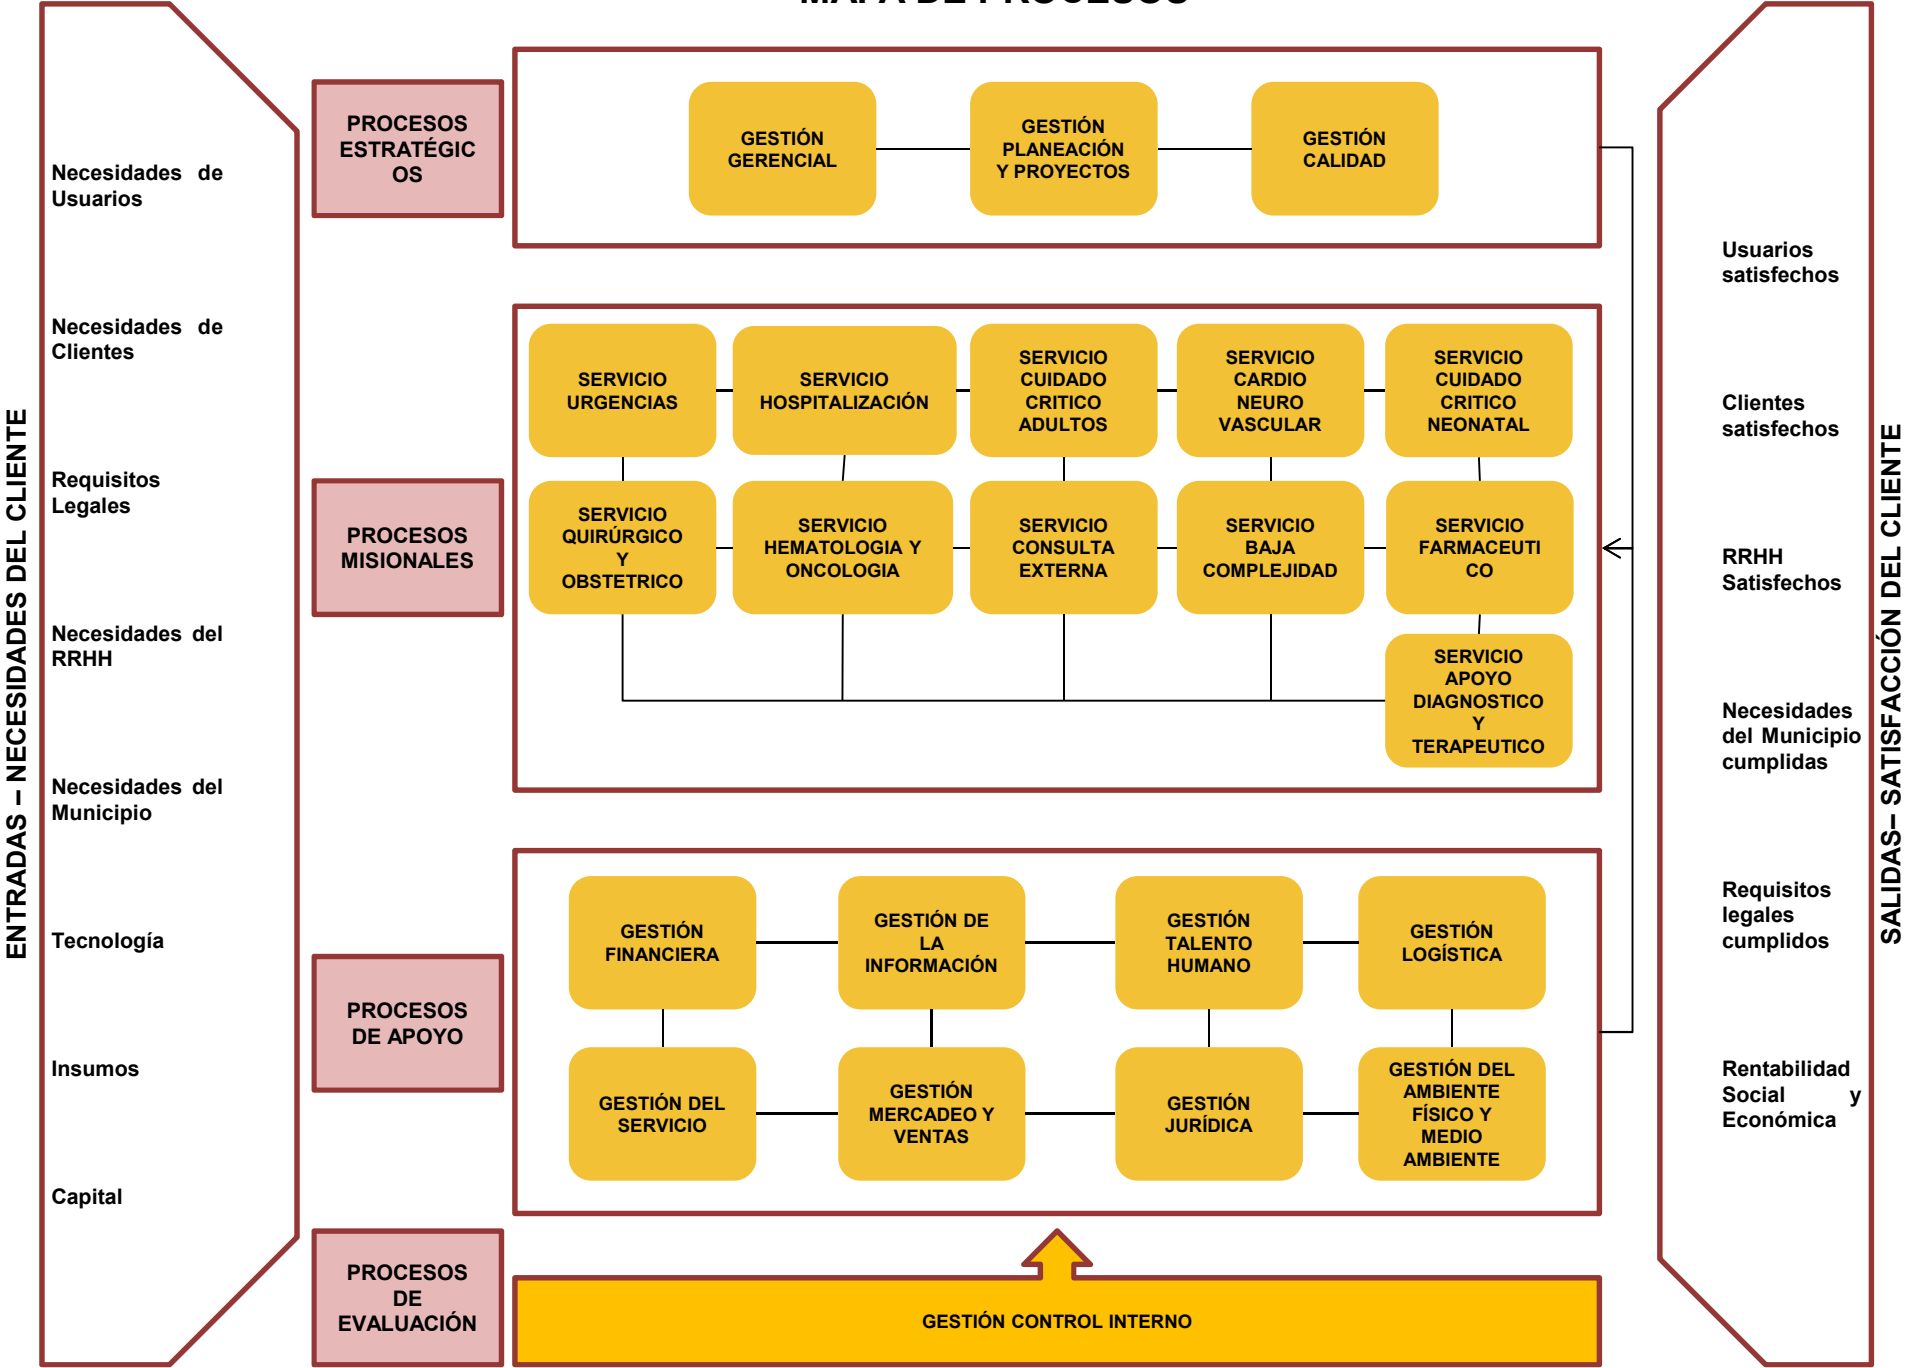 MAPA DE PROCESOS
ENTRADAS – NECESIDADES DEL CLIENTE
Necesidades de
Usuarios
Necesidades de
Clientes
Requisitos
Legales
Necesidades del
RRHH
Necesidades del
Municipio
Tecnología
Insumos
Capital
PROCESOS
ESTRATÉGIC
OS
GESTIÓN
GERENCIAL
GESTIÓN
PLANEACIÓN
Y PROYECTOS
GESTIÓN
CALIDAD
PROCESOS
MISIONALES
SERVICIO
URGENCIAS
SERVICIO
HOSPITALIZACIÓN
SERVICIO
CUIDADO
CRITICO
ADULTOS
SERVICIO
CARDIO
NEURO
VASCULAR
SERVICIO
CUIDADO
CRITICO
NEONATAL
SERVICIO
QUIRÚRGICO
Y
OBSTETRICO
SERVICIO
HEMATOLOGIA Y
ONCOLOGIA
SERVICIO
CONSULTA
EXTERNA
SERVICIO
BAJA
COMPLEJIDAD
SERVICIO
FARMACEUTI
CO
SERVICIO
APOYO
DIAGNOSTICO
Y
TERAPEUTICO
PROCESOS
DE APOYO
GESTIÓN
FINANCIERA
GESTIÓN DE
LA
INFORMACIÓN
GESTIÓN
TALENTO
HUMANO
GESTIÓN
LOGÍSTICA
GESTIÓN DEL
SERVICIO
GESTIÓN
MERCADEO Y
VENTAS
GESTIÓN
JURÍDICA
GESTIÓN DEL
AMBIENTE
FÍSICO Y
MEDIO
AMBIENTE
PROCESOS
DE
EVALUACIÓN
GESTIÓN CONTROL INTERNO
Usuarios
satisfechos
Clientes
satisfechos
RRHH
Satisfechos
Necesidades
del Municipio
cumplidas
Requisitos
legales
cumplidos
Rentabilidad
Social y
Económica
SALIDAS– SATISFACCIÓN DEL CLIENTE